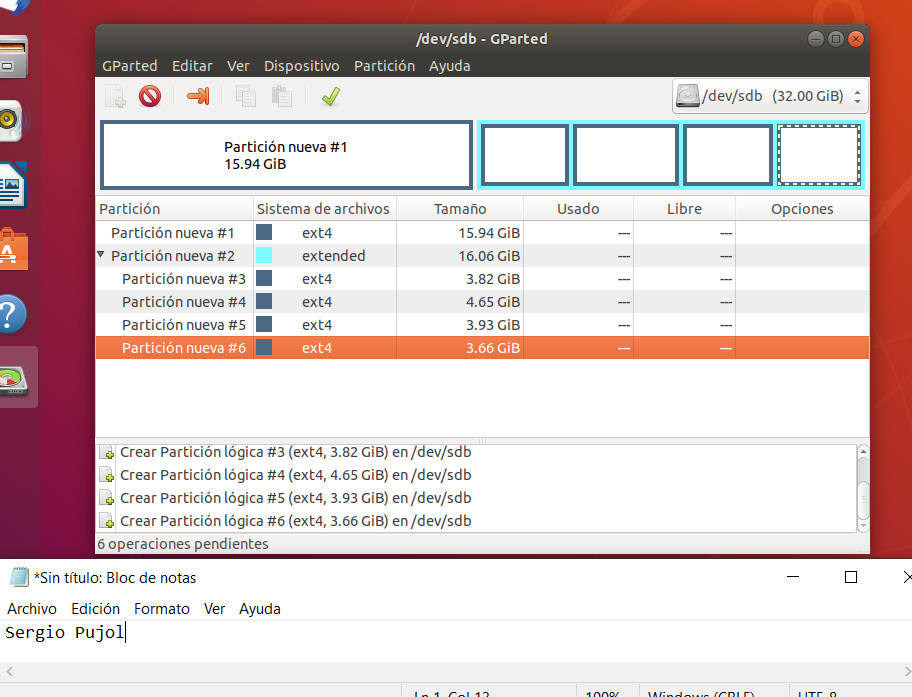 /dev/sdb - GParted
GParted Editar Ver Dispositivo Partición Ayuda
/dev/sdb (32.00 GiB)
Partición nueva #1
15.94 GiB
Partición Sistema de archivos Tamaño Usado Libre Opciones
Partición nueva #1 ext4 15.94 GiB --- ---
Partición nueva #2 extended 16.06 GiB --- ---
Partición nueva #3 ext4 3.82 GiB --- ---
Partición nueva #4 ext4 4.65 GiB --- ---
Partición nueva #5 ext4 3.93 GiB --- ---
Partición nueva #6 ext4 3.66 GiB --- ---
Crear Partición lógica #3 (ext4, 3.82 GiB) en /dev/sdb
Crear Partición lógica #4 (ext4, 4.65 GiB) en /dev/sdb
Crear Partición lógica #5 (ext4, 3.93 GiB) en /dev/sdb
Crear Partición lógica #6 (ext4, 3.66 GiB) en /dev/sdb
6 operaciones pendientes
*Sin título: Bloc de notas
Archivo Edición Formato Ver Ayuda
Sergio Pujol
Ln 1, Col 13 100% Windows (CRLF) UTF-8